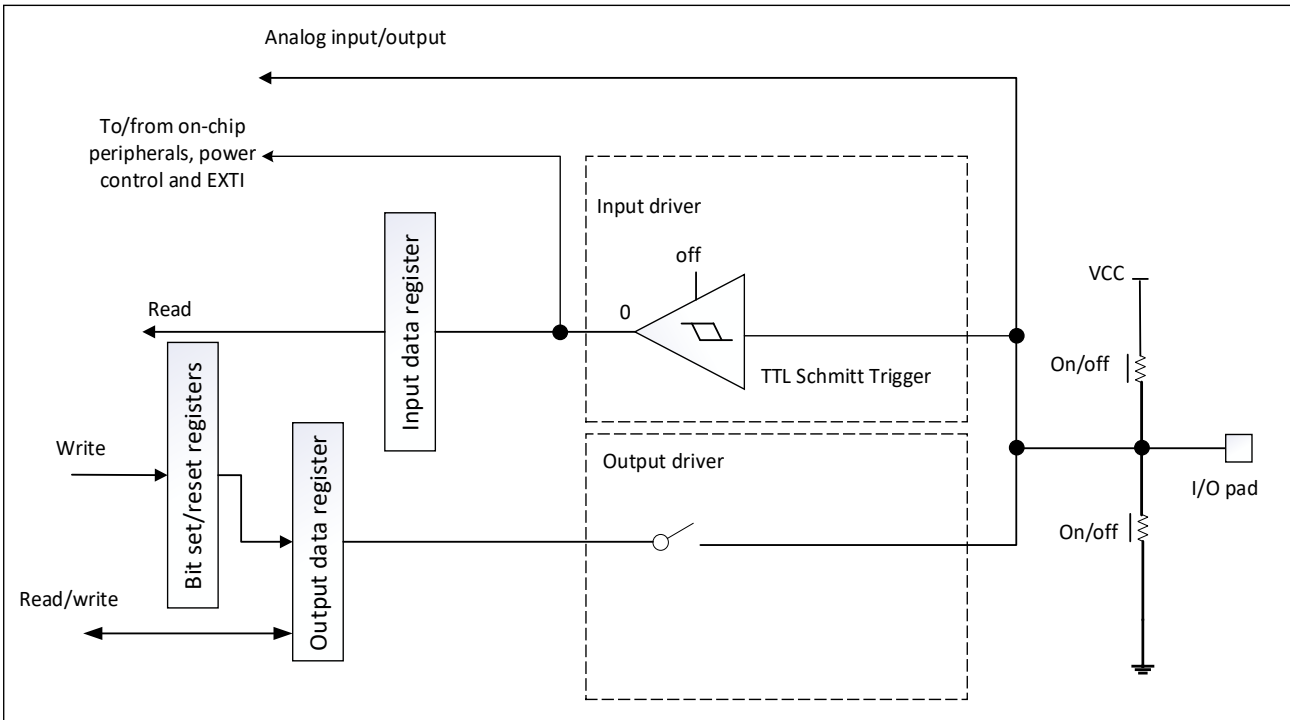 Analog input/output
To/from on-chip
peripherals, power
control and EXTI
Input driver
off
VCC
Read
0
Input data register
TTL Schmitt Trigger
On/off
Write
Bit set/reset registers
Output data register
Output driver
I/O pad
On/off
Read/write